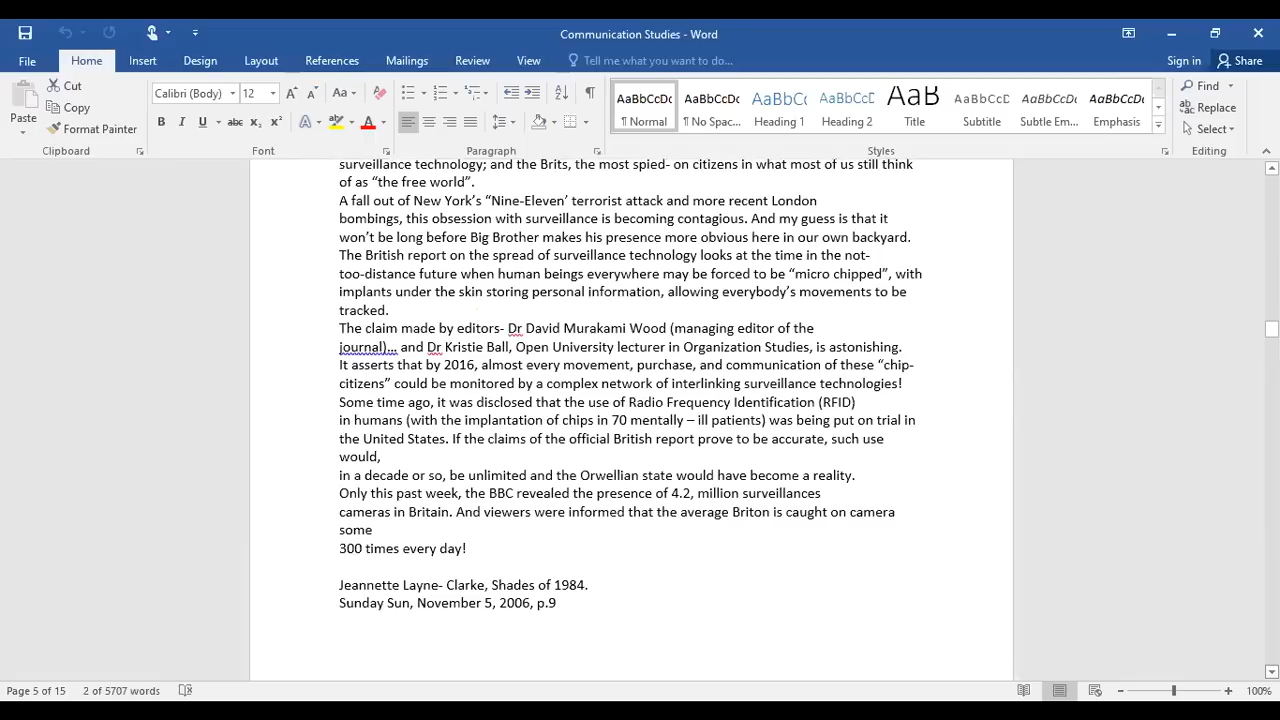 Communication Studies - Word
File Home Insert Design Layout References Mailings Review View Tell me what you want to do... Sign in Share
Paste
Cut
Copy
Format Painter
Clipboard
Calibri (Body) 12
Font
Paragraph
AaBbCcDc AaBbCcDc AaBbCc AaBbCcD AaB AaBbCcD AaBbCcDc AaBbCcDc
¶ Normal ¶ No Spac... Heading 1 Heading 2 Title Subtitle Subtle Em... Emphasis
Styles
Find
Replace
Select
Editing
surveillance technology; and the Brits, the most spied- on citizens in what most of us still think
of as “the free world”.
A fall out of New York’s “Nine-Eleven’ terrorist attack and more recent London
bombings, this obsession with surveillance is becoming contagious. And my guess is that it
won’t be long before Big Brother makes his presence more obvious here in our own backyard.
The British report on the spread of surveillance technology looks at the time in the not-
too-distance future when human beings everywhere may be forced to be “micro chipped”, with
implants under the skin storing personal information, allowing everybody’s movements to be
tracked.
The claim made by editors- Dr David Murakami Wood (managing editor of the
journal)... and Dr Kristie Ball, Open University lecturer in Organization Studies, is astonishing.
It asserts that by 2016, almost every movement, purchase, and communication of these “chip-
citizens” could be monitored by a complex network of interlinking surveillance technologies!
Some time ago, it was disclosed that the use of Radio Frequency Identification (RFID)
in humans (with the implantation of chips in 70 mentally – ill patients) was being put on trial in
the United States. If the claims of the official British report prove to be accurate, such use
would,
in a decade or so, be unlimited and the Orwellian state would have become a reality.
Only this past week, the BBC revealed the presence of 4.2, million surveillances
cameras in Britain. And viewers were informed that the average Briton is caught on camera
some
300 times every day!
Jeannette Layne- Clarke, Shades of 1984.
Sunday Sun, November 5, 2006, p.9
Page 5 of 15 2 of 5707 words 100%